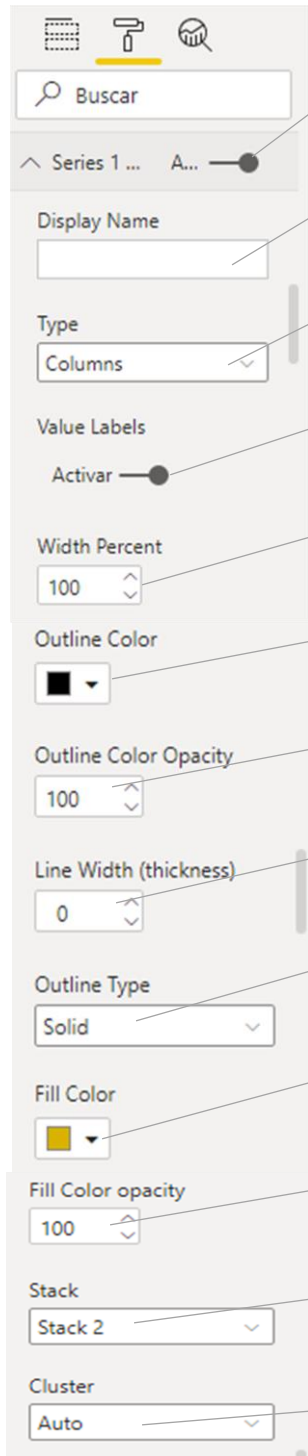 Buscar
Series 1 ... A...
Display Name
Type
Columns
Value Labels
Activar
Width Percent
100
Outline Color
Outline Color Opacity
100
Line Width (thickness)
0
Outline Type
Solid
Fill Color
Fill Color opacity
100
Stack
Stack 2
Cluster
Auto